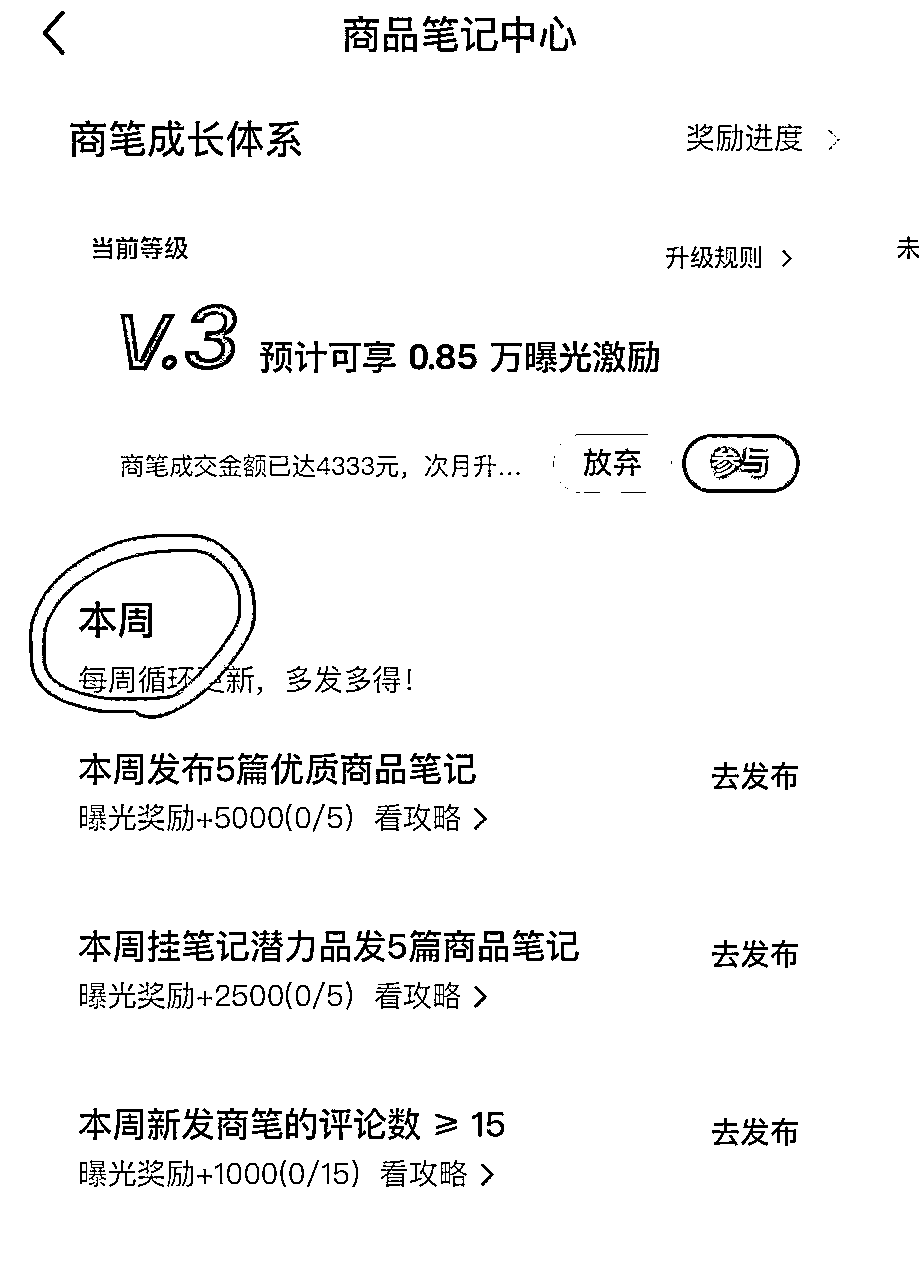 商品笔记中心
商笔成长体系 奖励进度
当前等级 升级规则 未
V.3 预计可享 0.85 万曝光激励
商笔成交金额已达4333元，次月升... 放弃 参与
本周
每周循环更新，多发多得！
本周发布5篇优质商品笔记 去发布
曝光奖励+5000(0/5) 看攻略
本周挂笔记潜力品发5篇商品笔记 去发布
曝光奖励+2500(0/5) 看攻略
本周新发商笔的评论数 ≥ 15 去发布
曝光奖励+1000(0/15) 看攻略